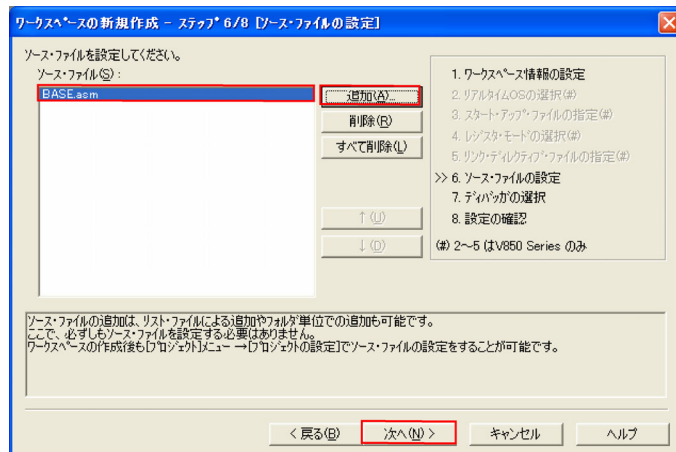 ワークスペースの新規作成 - ステップ 6/8 [ソース・ファイルの設定]
ソース・ファイルを設定してください。
ソース・ファイル(S) :
BASE.asm
追加(A)...
削除(R)
すべて削除(L)
↑ (U)
↓ (D)
1. ワークスペース情報の設定
2. リアルタイムOSの選択(#)
3. スタート・アップ・ファイルの指定(#)
4. レジスタ・モードの選択(#)
5. リンク・ディレクティブ・ファイルの指定(#)
>> 6. ソース・ファイルの設定
7. ディバッガの選択
8. 設定の確認
(#) 2～5 はV850 Series のみ
ソース・ファイルの追加は、リスト・ファイルによる追加やフォルダ単位での追加も可能です。
ここで、必ずしもソース・ファイルを設定する必要はありません。
ワークスペースの作成後も[プロジェクト]メニュー →[プロジェクトの設定]でソース・ファイルの設定をすることが可能です。
< 戻る(B)
次へ(N) >
キャンセル
ヘルプ